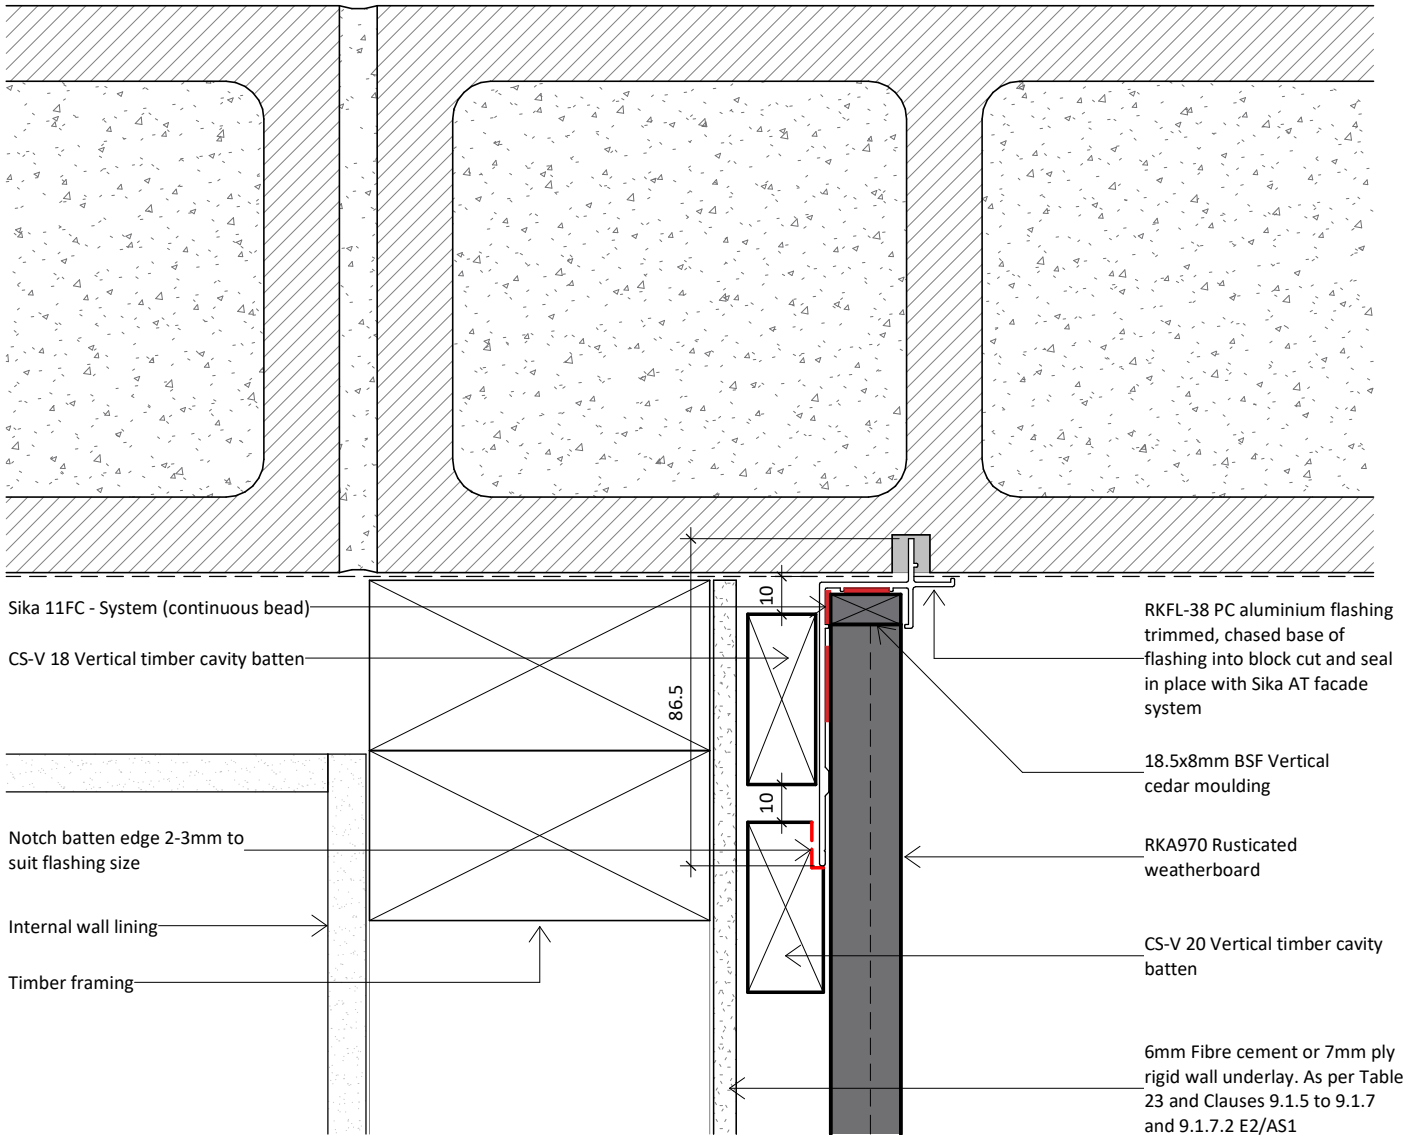 Sika 11FC - System (continuous bead)
CS-V 18 Vertical timber cavity batten
Notch batten edge 2-3mm to
suit flashing size
Internal wall lining
Timber framing
10
86.5
10
RKFL-38 PC aluminium flashing
trimmed, chased base of
flashing into block cut and seal
in place with Sika AT facade
system
18.5x8mm BSF Vertical
cedar moulding
RKA970 Rusticated
weatherboard
CS-V 20 Vertical timber cavity
batten
6mm Fibre cement or 7mm ply
rigid wall underlay. As per Table
23 and Clauses 9.1.5 to 9.1.7
and 9.1.7.2 E2/AS1